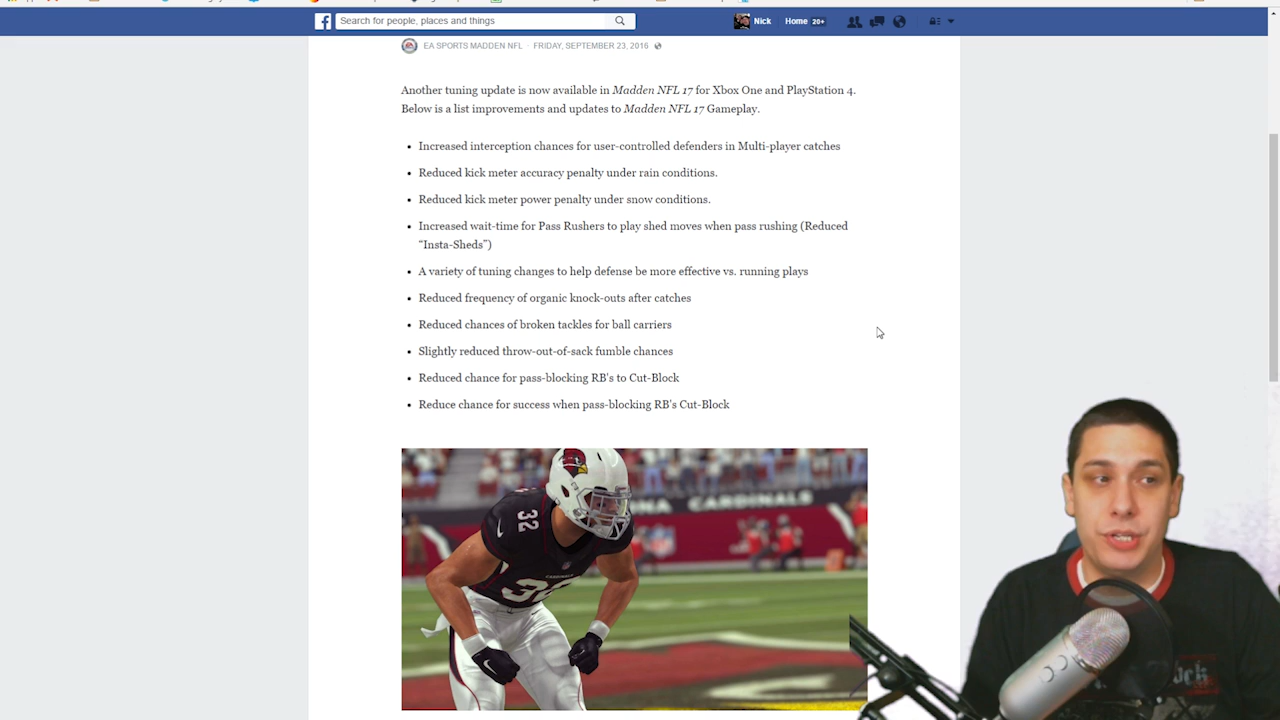 Search for people, places and things
Nick
Home 20+
EA SPORTS MADDEN NFL · FRIDAY, SEPTEMBER 23, 2016
Another tuning update is now available in Madden NFL 17 for Xbox One and PlayStation 4.
Below is a list improvements and updates to Madden NFL 17 Gameplay.
• Increased interception chances for user-controlled defenders in Multi-player catches
• Reduced kick meter accuracy penalty under rain conditions.
• Reduced kick meter power penalty under snow conditions.
• Increased wait-time for Pass Rushers to play shed moves when pass rushing (Reduced
“Insta-Sheds”)
• A variety of tuning changes to help defense be more effective vs. running plays
• Reduced frequency of organic knock-outs after catches
• Reduced chances of broken tackles for ball carriers
• Slightly reduced throw-out-of-sack fumble chances
• Reduced chance for pass-blocking RB's to Cut-Block
• Reduce chance for success when pass-blocking RB's Cut-Block
CARDINALS
32
CARDINALS
32